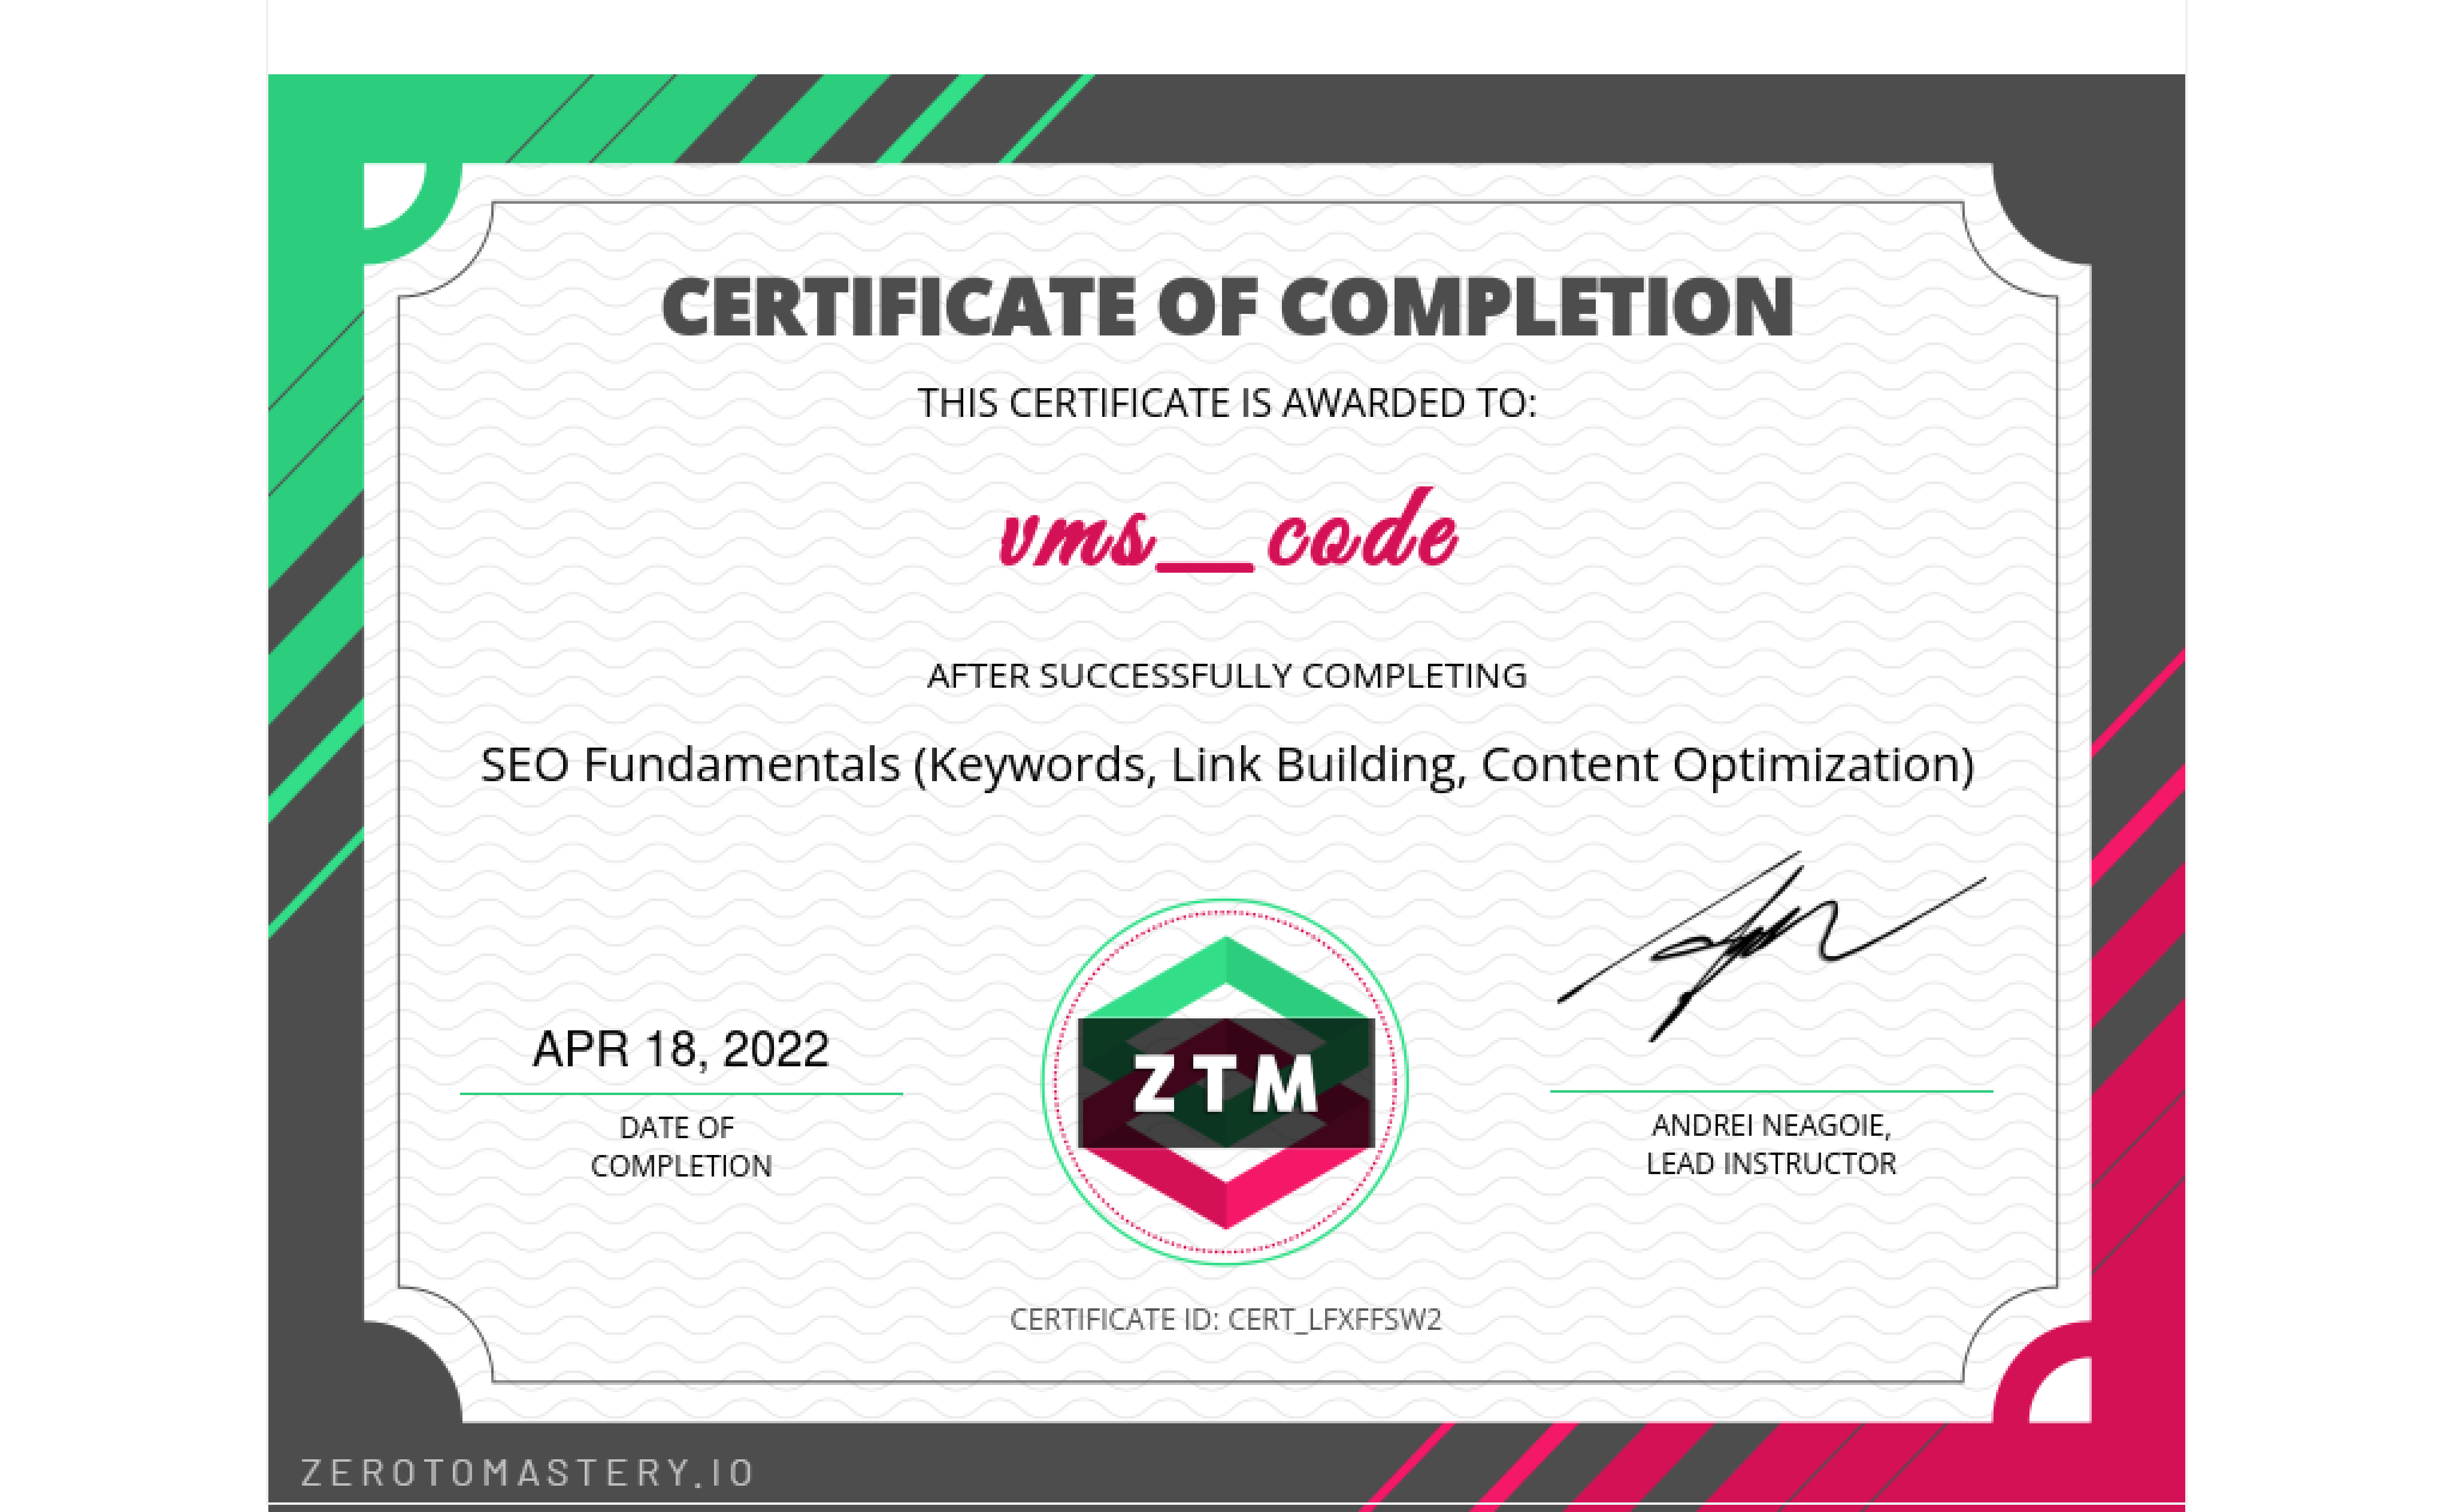 CERTIFICATE OF COMPLETION
THIS CERTIFICATE IS AWARDED TO:
vms_code
AFTER SUCCESSFULLY COMPLETING
SEO Fundamentals (Keywords, Link Building, Content Optimization)
APR 18, 2022
DATE OF
COMPLETION
ZTM
ANDREI NEAGOIE,
LEAD INSTRUCTOR
CERTIFICATE ID: CERT_LFXFFSW2
ZEROTOMASTERY.IO